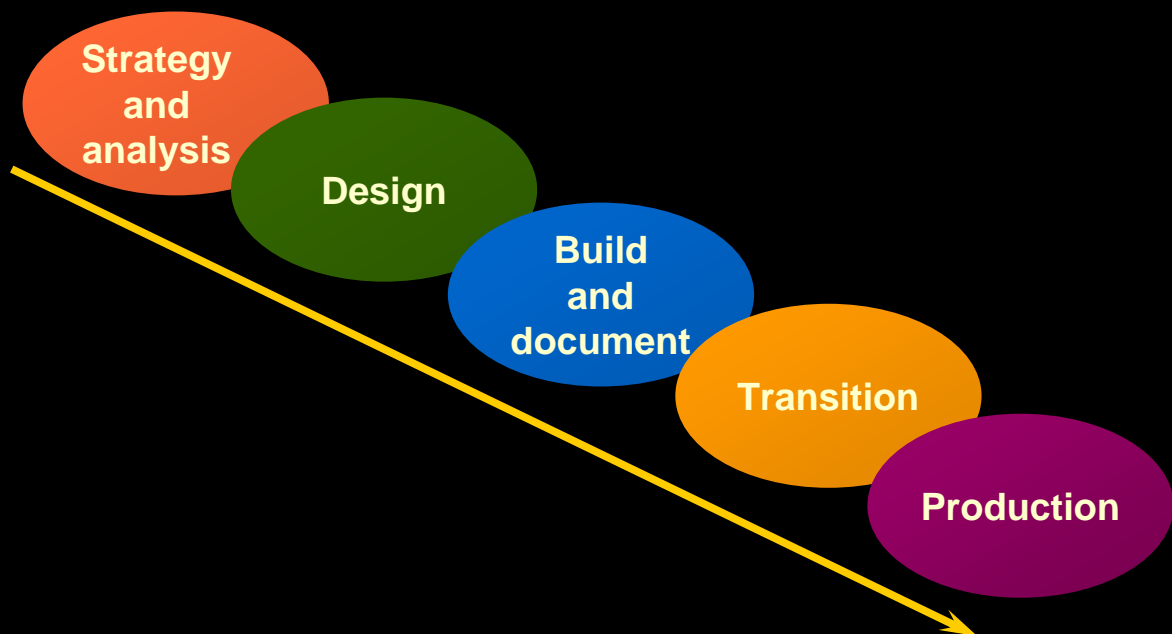 Strategy
and
analysis
Design
Build
and
document
Transition
Production